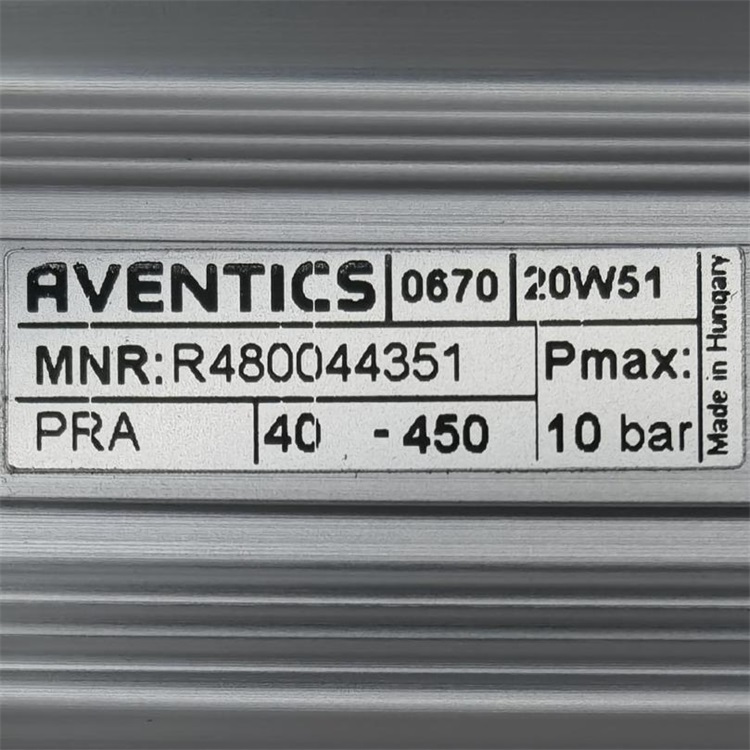 AVENTICS 0670 20W51
MNR:R480044351 Pmax:
PRA 40 -450 10 bar
Made in Hungary